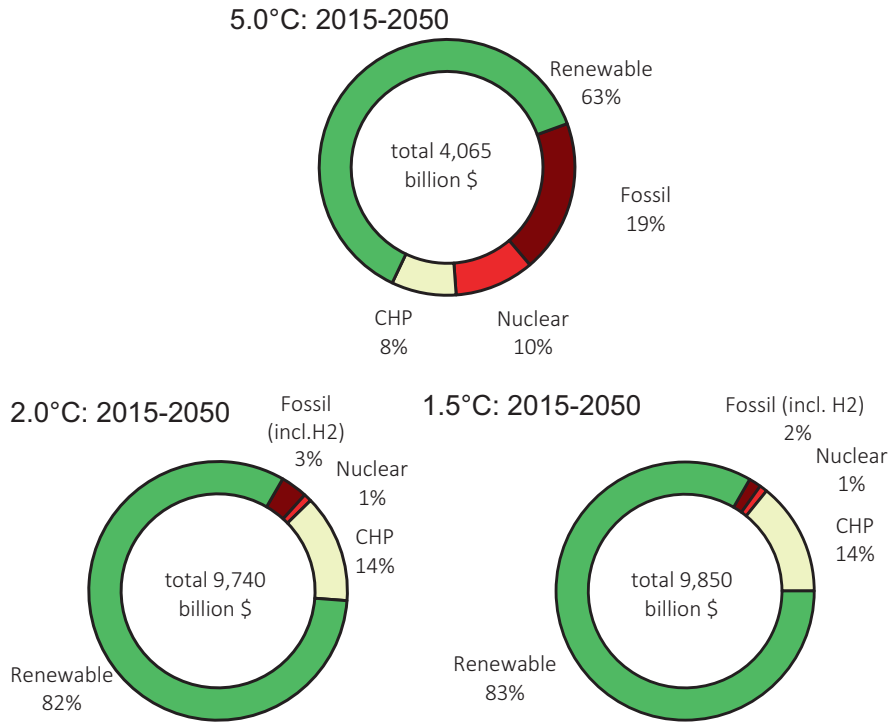 5.0°C: 2015-2050
Renewable
63%
total 4,065
billion $
Fossil
19%
CHP
8%
Nuclear
10%
2.0°C: 2015-2050
Fossil
(incl.H2)
3%
Nuclear
1%
CHP
14%
total 9,740
billion $
Renewable
82%
1.5°C: 2015-2050
Fossil (incl. H2)
2%
Nuclear
1%
CHP
14%
total 9,850
billion $
Renewable
83%